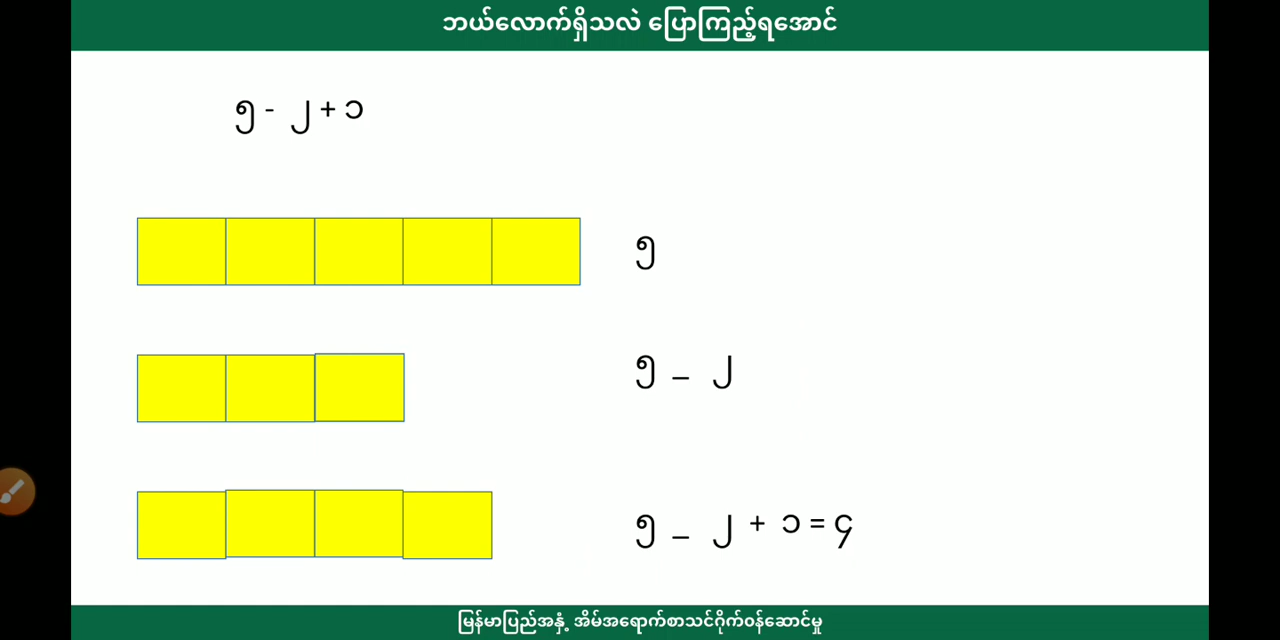 ဘယ်လောက်ရှိသလဲ ပြောကြည့်ရအောင်
၅ - ၂ + ၁
၅
၅ – ၂
၅ – ၂ + ၁ = ၄
မြန်မာပြည်အနှံ့ အိမ်အရောက်စာသင်ဂိုက်ဝန်ဆောင်မှု